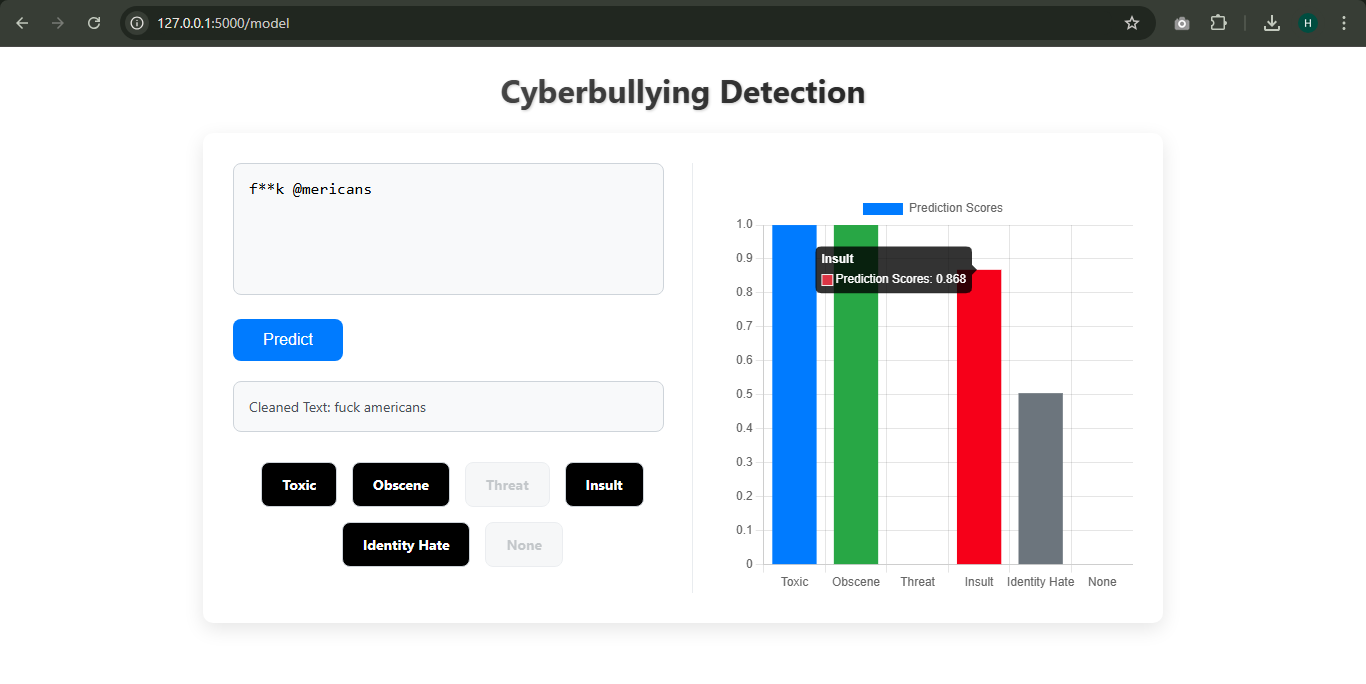 127.0.0.1:5000/model
H
Cyberbullying Detection
f**k @mericans
Predict
Cleaned Text: fuck americans
Toxic
Obscene
Threat
Insult
Identity Hate
None
Prediction Scores
1.0
0.9
0.8
0.7
0.6
0.5
0.4
0.3
0.2
0.1
0
Insult
Prediction Scores: 0.868
Toxic Obscene Threat Insult Identity Hate None